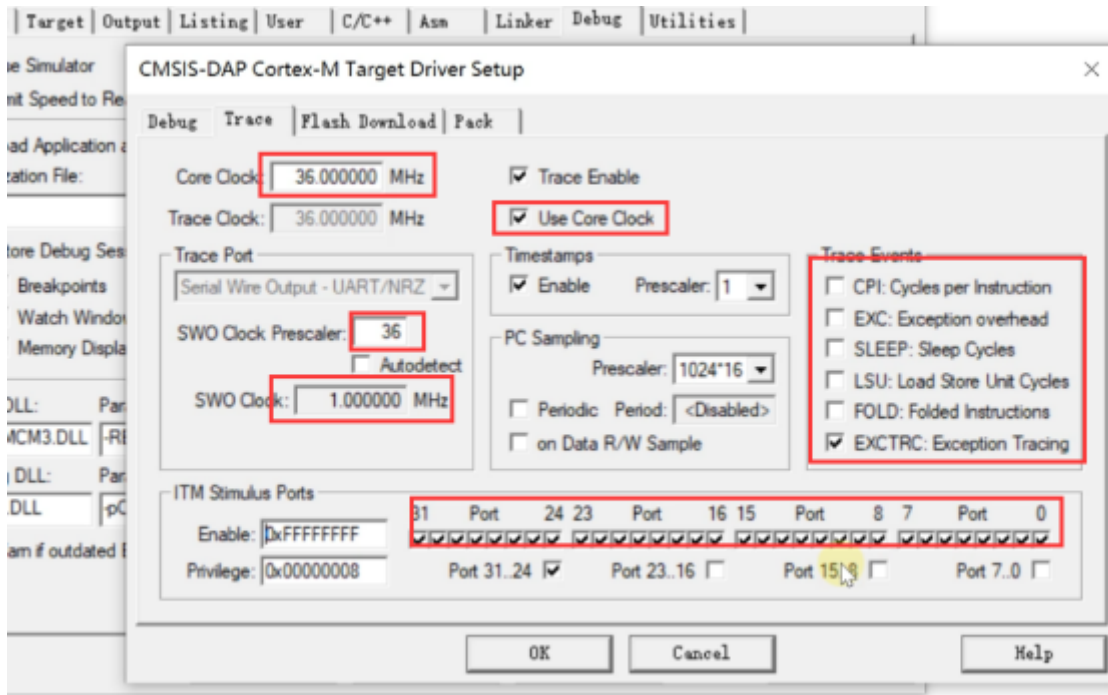 Target Output Listing User C/C++ Asm Linker Debug Utilities
Simulator
CMSIS-DAP Cortex-M Target Driver Setup
Speed to Re
Debug Trace Flash Download Pack
Application
File:
Core Clock: 36.000000 MHz
Trace Enable
Trace Clock: 36.000000 MHz
Use Core Clock
Debug Ses
Trace Port
Timestamps
Trace Events
Breakpoints
Serial Wire Output - UART/NRZ
Enable Prescaler: 1
CPI: Cycles per Instruction
Watch Window
EXC: Exception overhead
SWO Clock Prescaler: 36
PC Sampling
SLEEP: Sleep Cycles
Memory Displa
Autodetect
Prescaler: 1024*16
LSU: Load Store Unit Cycles
SWO Clock: 1.000000 MHz
Periodic Period: <Disabled>
FOLD: Folded Instructions
DLL: Par
MCM3.DLL -RE
on Data R/W Sample
EXCTRC: Exception Tracing
DLL: Par
ITM Stimulus Ports
.DLL
31 Port 24 23 Port 16 15 Port 8 7 Port 0
Enable: 0xFFFFFFFF
if outdated
Privilege: 0x00000008 Port 31..24 Port 23..16 Port 15..8 Port 7..0
OK Cancel Help